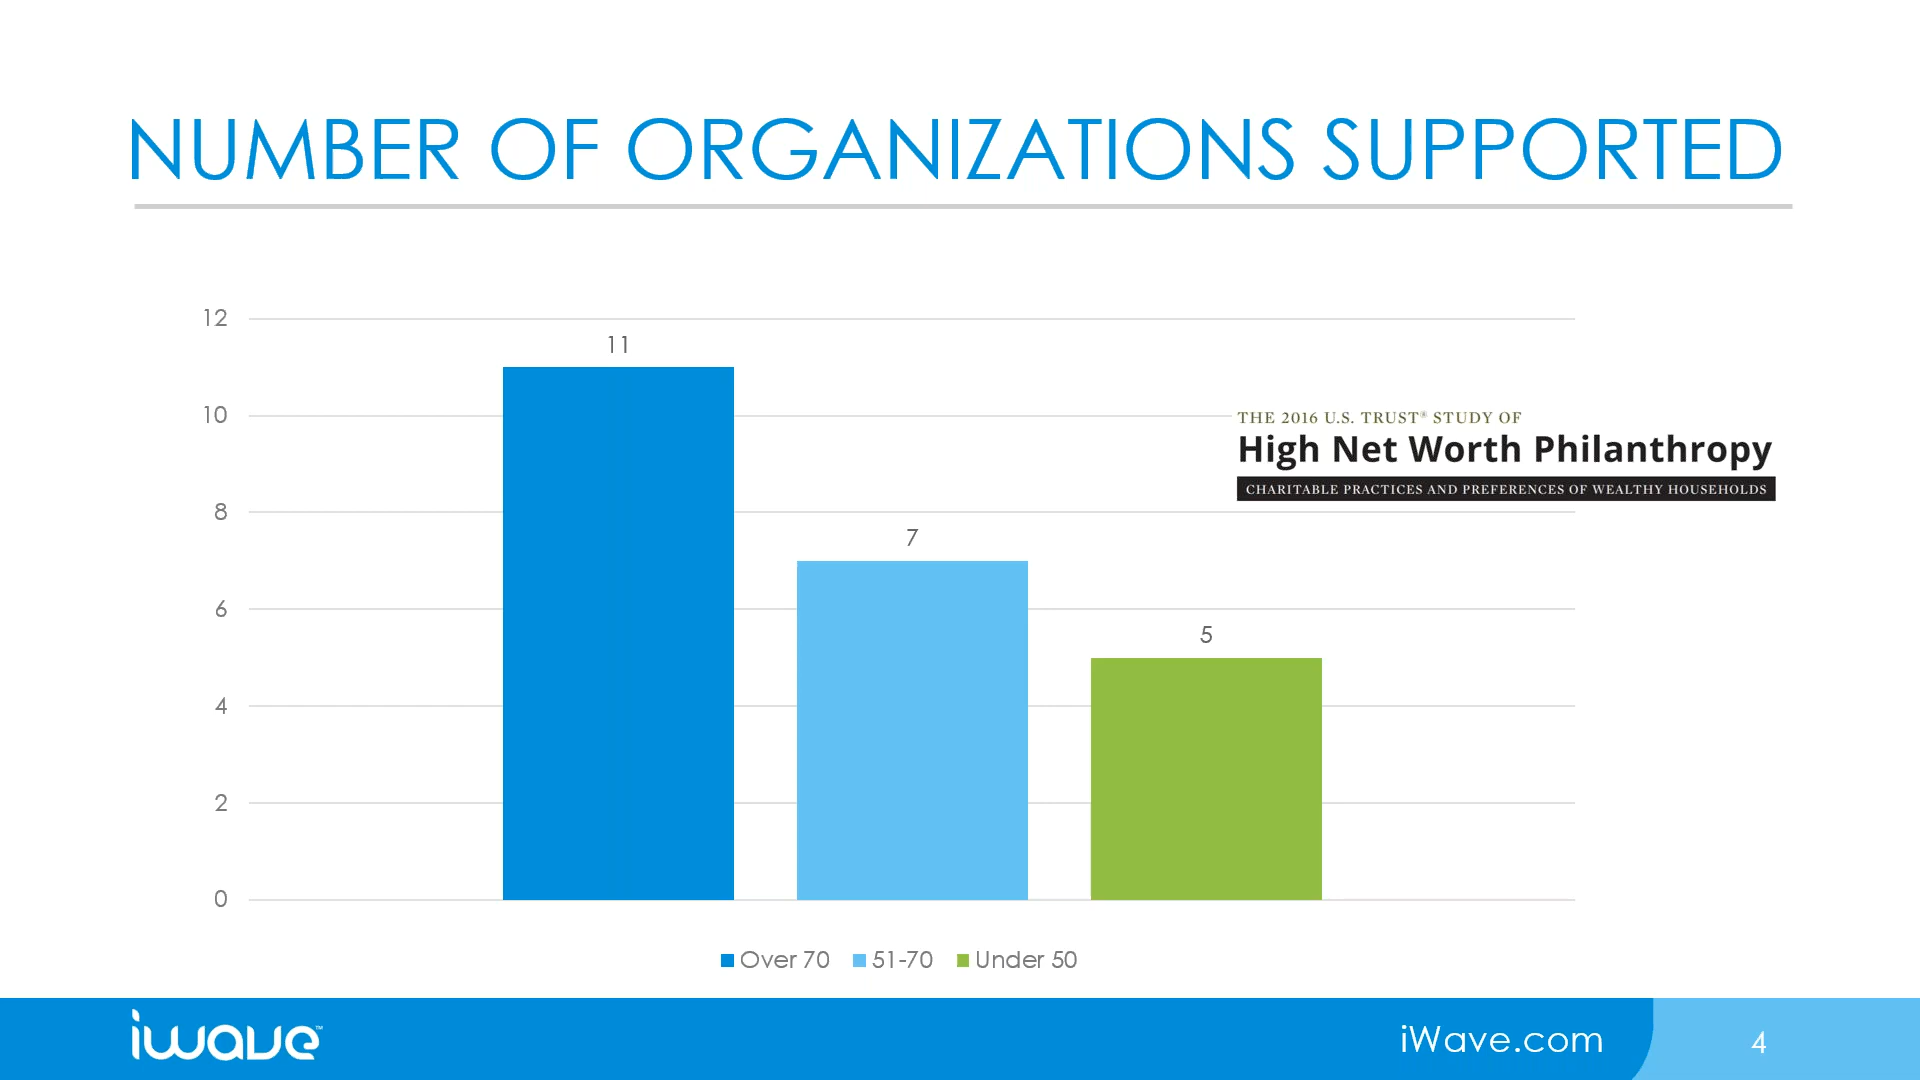 NUMBER OF ORGANIZATIONS SUPPORTED
12
11
10
THE 2016 U.S. TRUST® STUDY OF
High Net Worth Philanthropy
CHARITABLE PRACTICES AND PREFERENCES OF WEALTHY HOUSEHOLDS
8
7
6
5
4
2
0
Over 70 51-70 Under 50
iwave™ iWave.com 4